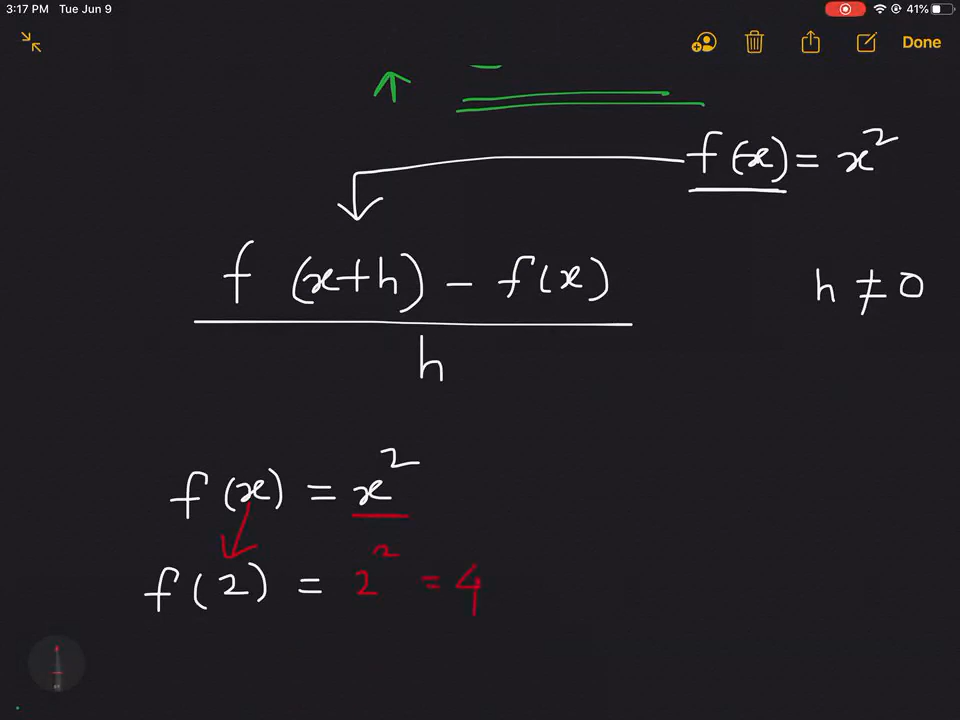 3:17 PM Tue Jun 9 41%
Done
f(x) = x²
f (x+h) - f(x)
h ≠ 0
h
f(x) = x²
f(2) = 2² = 4